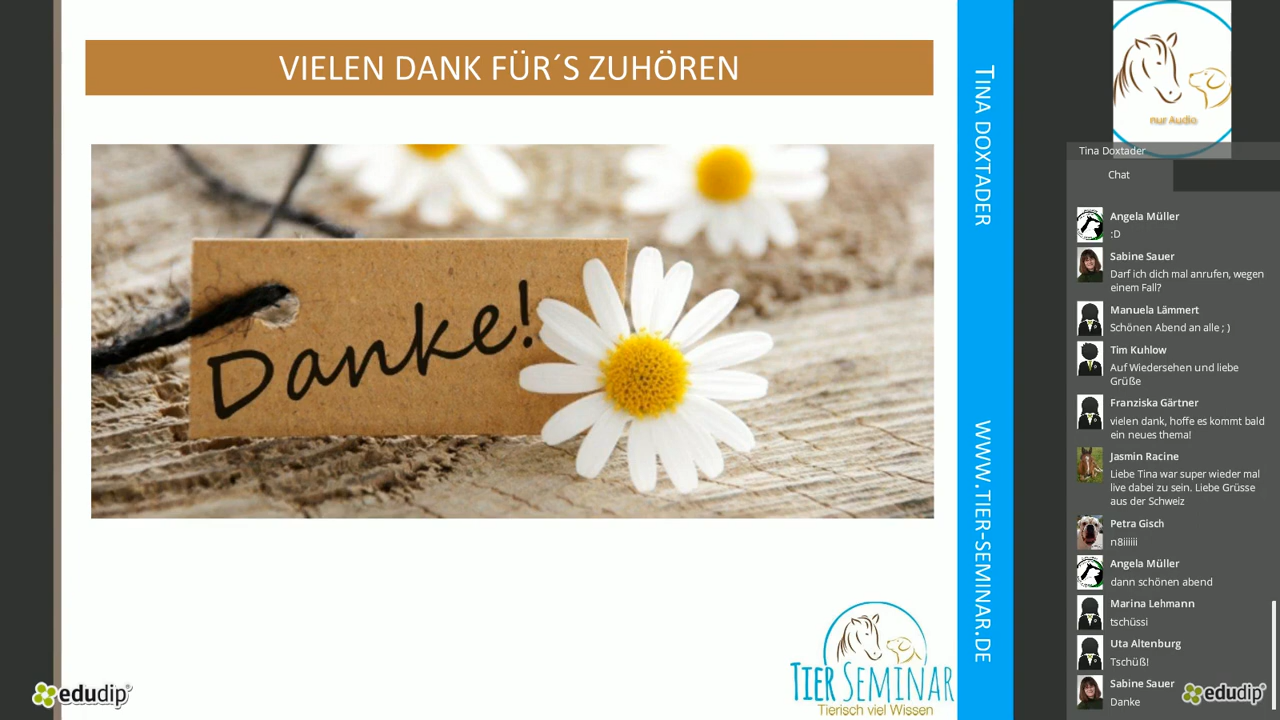 VIELEN DANK FÜR´S ZUHÖREN
Danke!
TIER SEMINAR
Tierisch viel Wissen
edudip®
TINA DOXTADER
WWW.TIER-SEMINAR.DE
nur Audio
Tina Doxtader
Chat
Angela Müller
:D
Sabine Sauer
Darf ich dich mal anrufen, wegen
einem Fall?
Manuela Lämmert
Schönen Abend an alle ; )
Tim Kuhlow
Auf Wiedersehen und liebe
Grüße
Franziska Gärtner
vielen dank, hoffe es kommt bald
ein neues thema!
Jasmin Racine
Liebe Tina war super wieder mal
live dabei zu sein. Liebe Grüsse
aus der Schweiz
Petra Gisch
n8iiiiii
Angela Müller
dann schönen abend
Marina Lehmann
tschüssi
Uta Altenburg
Tschüß!
Sabine Sauer
Danke
edudip®